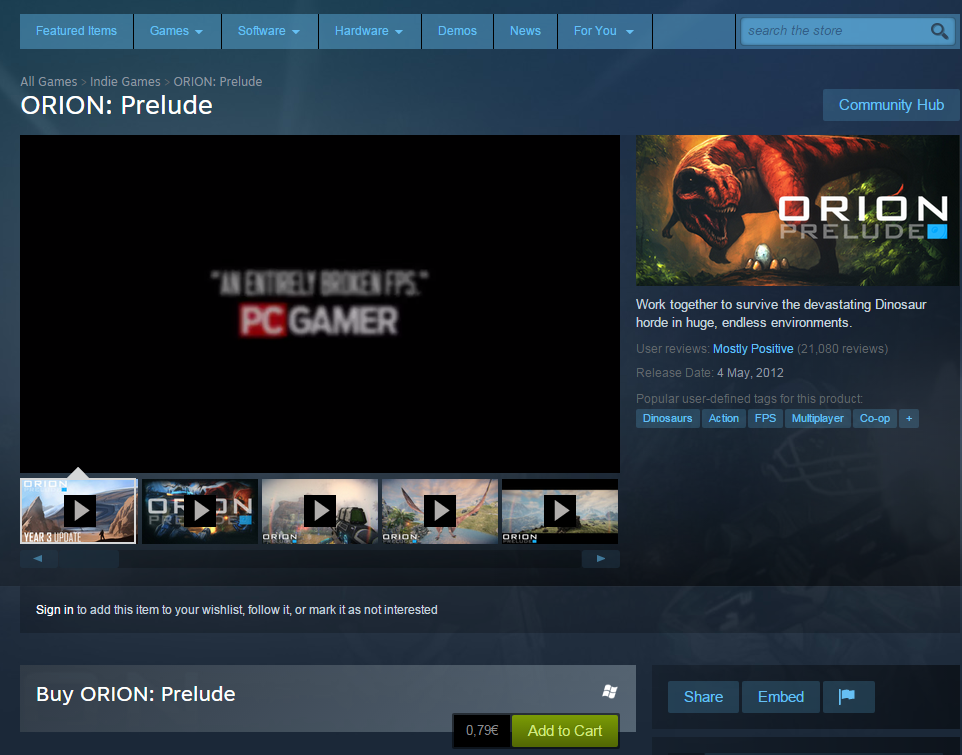 Featured Items
Games
Software
Hardware
Demos
News
For You
search the store
All Games > Indie Games > ORION: Prelude
ORION: Prelude
Community Hub
"AN ENTIRELY BROKEN FPS."
PC GAMER
ORION
PRELUDE
Work together to survive the devastating Dinosaur
horde in huge, endless environments.
User reviews: Mostly Positive (21,080 reviews)
Release Date: 4 May, 2012
Popular user-defined tags for this product:
Dinosaurs
Action
FPS
Multiplayer
Co-op
+
ORION
YEAR 3 UPDATE
ORION
PRELUDE
ORION
ORION
ORION
Sign in to add this item to your wishlist, follow it, or mark it as not interested
Buy ORION: Prelude
0,79€
Add to Cart
Share
Embed